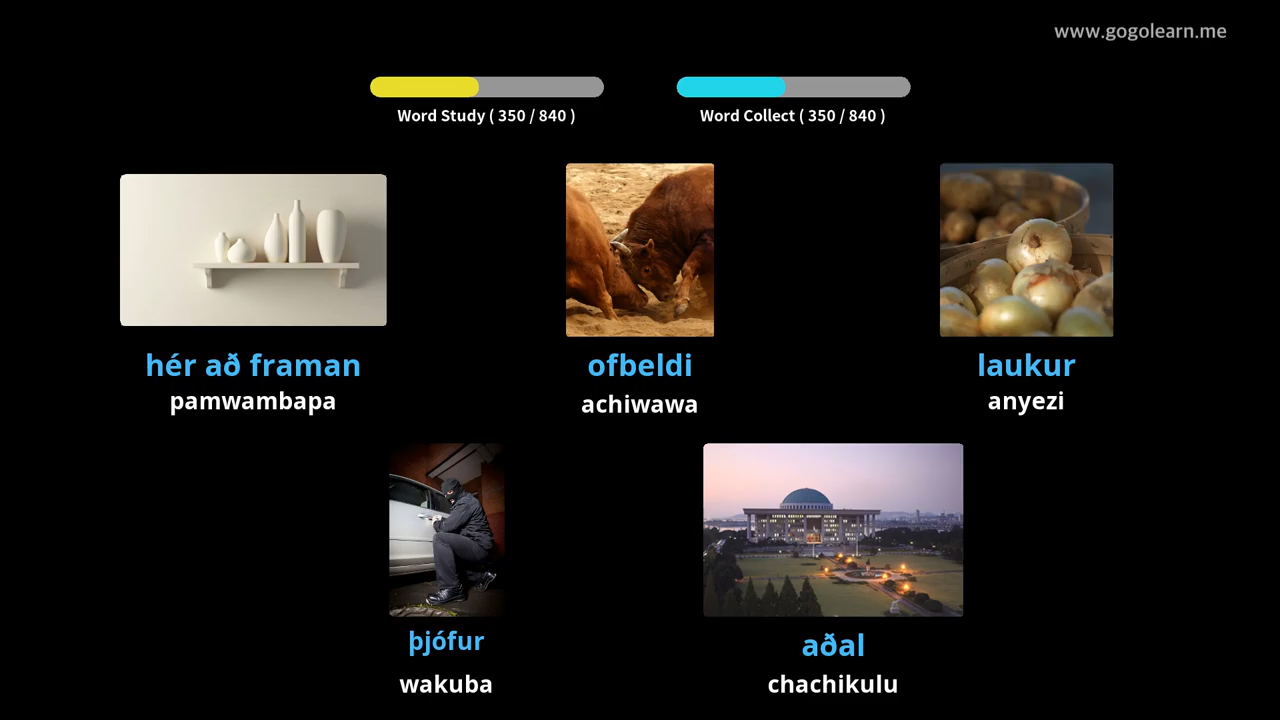 www.gogolearn.me
Word Study ( 350 / 840 )
Word Collect ( 350 / 840 )
hér að framan
pamwambapa
ofbeldi
achiwawa
laukur
anyezi
þjófur
wakuba
aðal
chachikulu